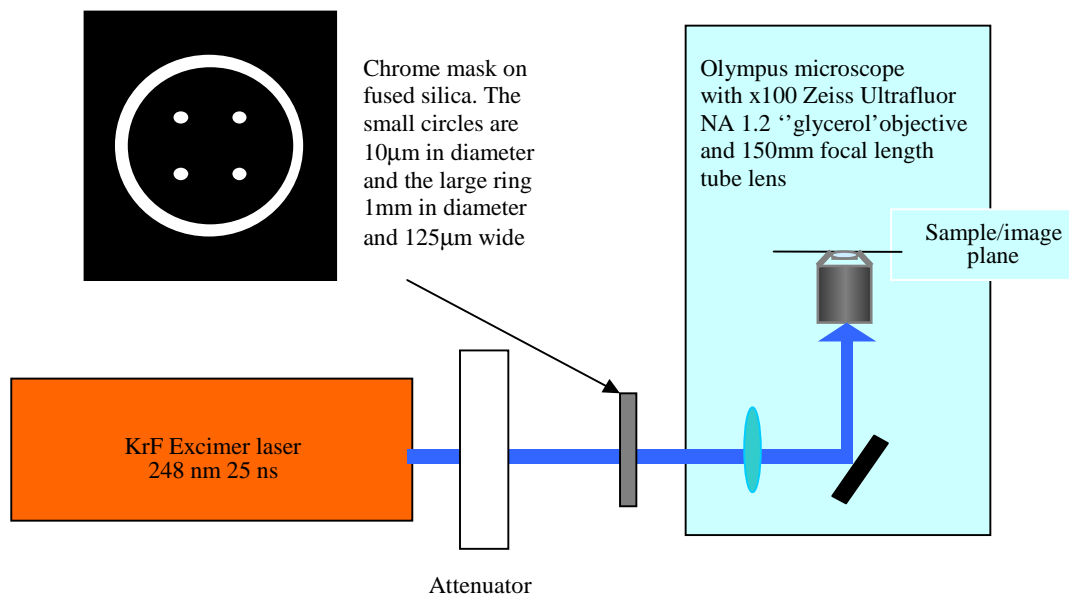 Chrome mask on
fused silica. The
small circles are
10μm in diameter
and the large ring
1mm in diameter
and 125μm wide
Olympus microscope
with x100 Zeiss Ultrafluor
NA 1.2 ‘’glycerol’objective
and 150mm focal length
tube lens
Sample/image
plane
KrF Excimer laser
248 nm 25 ns
Attenuator